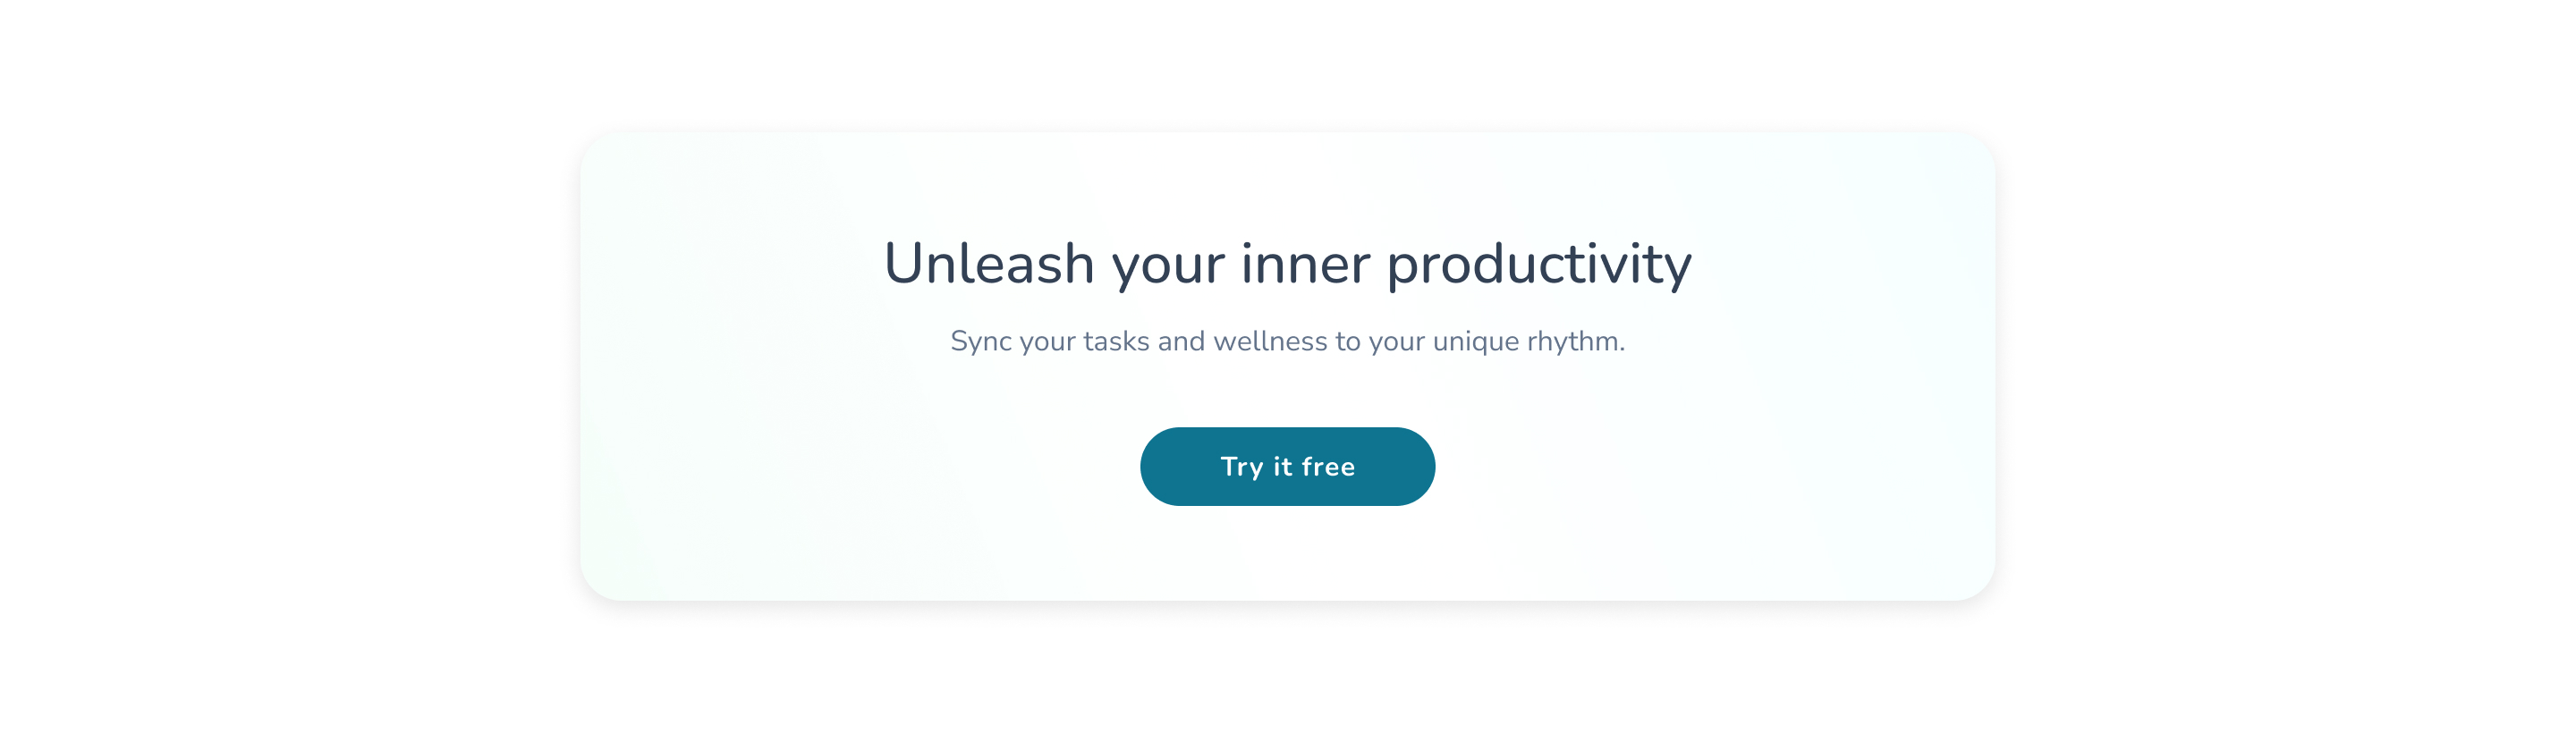 Unleash your inner productivity
Sync your tasks and wellness to your unique rhythm.
Try it free